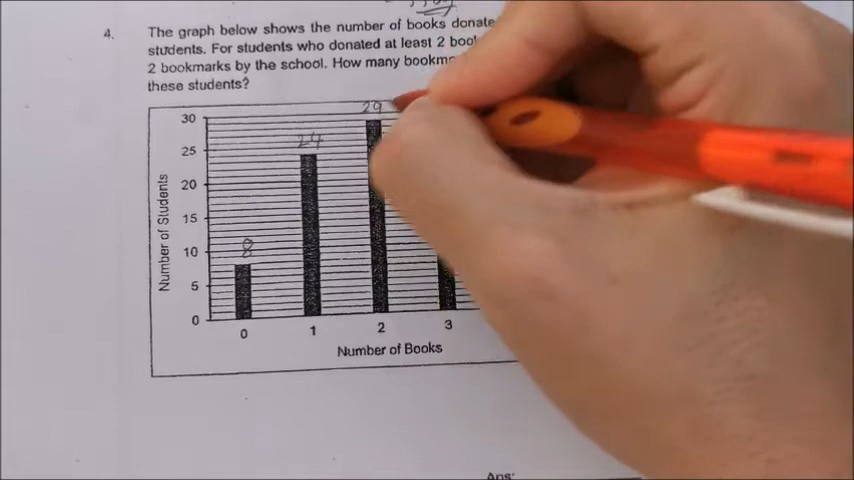 4. The graph below shows the number of books donate
students. For students who donated at least 2 boo
2 bookmarks by the school. How many bookm
these students?
29
30
24
25
20
15
8
10
5
0
Number of Students
0 1 2 3
Number of Books
Ans: